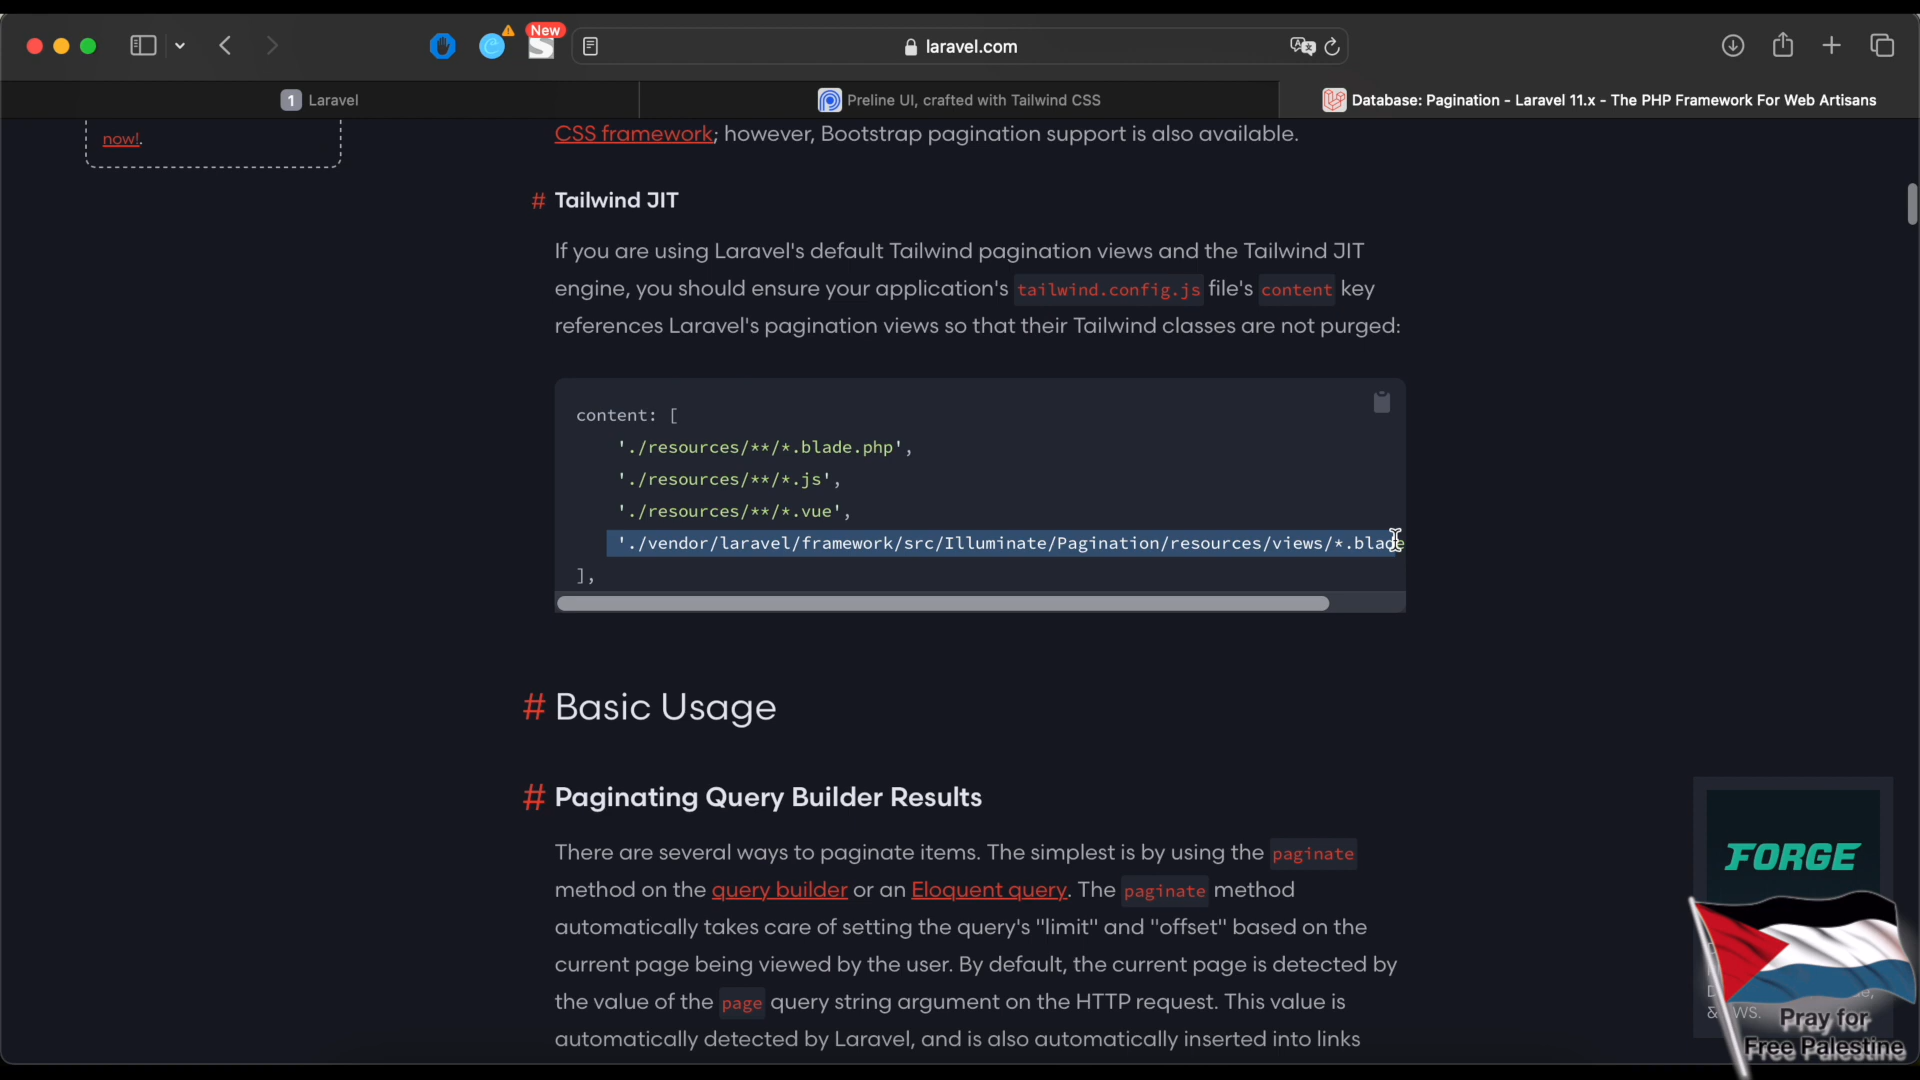 New
laravel.com
1 Laravel
Preline UI, crafted with Tailwind CSS
Database: Pagination - Laravel 11.x - The PHP Framework For Web Artisans
now!.
CSS framework; however, Bootstrap pagination support is also available.
# Tailwind JIT
If you are using Laravel's default Tailwind pagination views and the Tailwind JIT
engine, you should ensure your application's tailwind.config.js file's content key
references Laravel's pagination views so that their Tailwind classes are not purged:
content: [
'./resources/**/*.blade.php',
'./resources/**/*.js',
'./resources/**/*.vue',
'./vendor/laravel/framework/src/Illuminate/Pagination/resources/views/*.blade
],
# Basic Usage
# Paginating Query Builder Results
There are several ways to paginate items. The simplest is by using the paginate
method on the query builder or an Eloquent query. The paginate method
automatically takes care of setting the query's "limit" and "offset" based on the
current page being viewed by the user. By default, the current page is detected by
the value of the page query string argument on the HTTP request. This value is
automatically detected by Laravel, and is also automatically inserted into links
FORGE
Pray for
Free Palestine